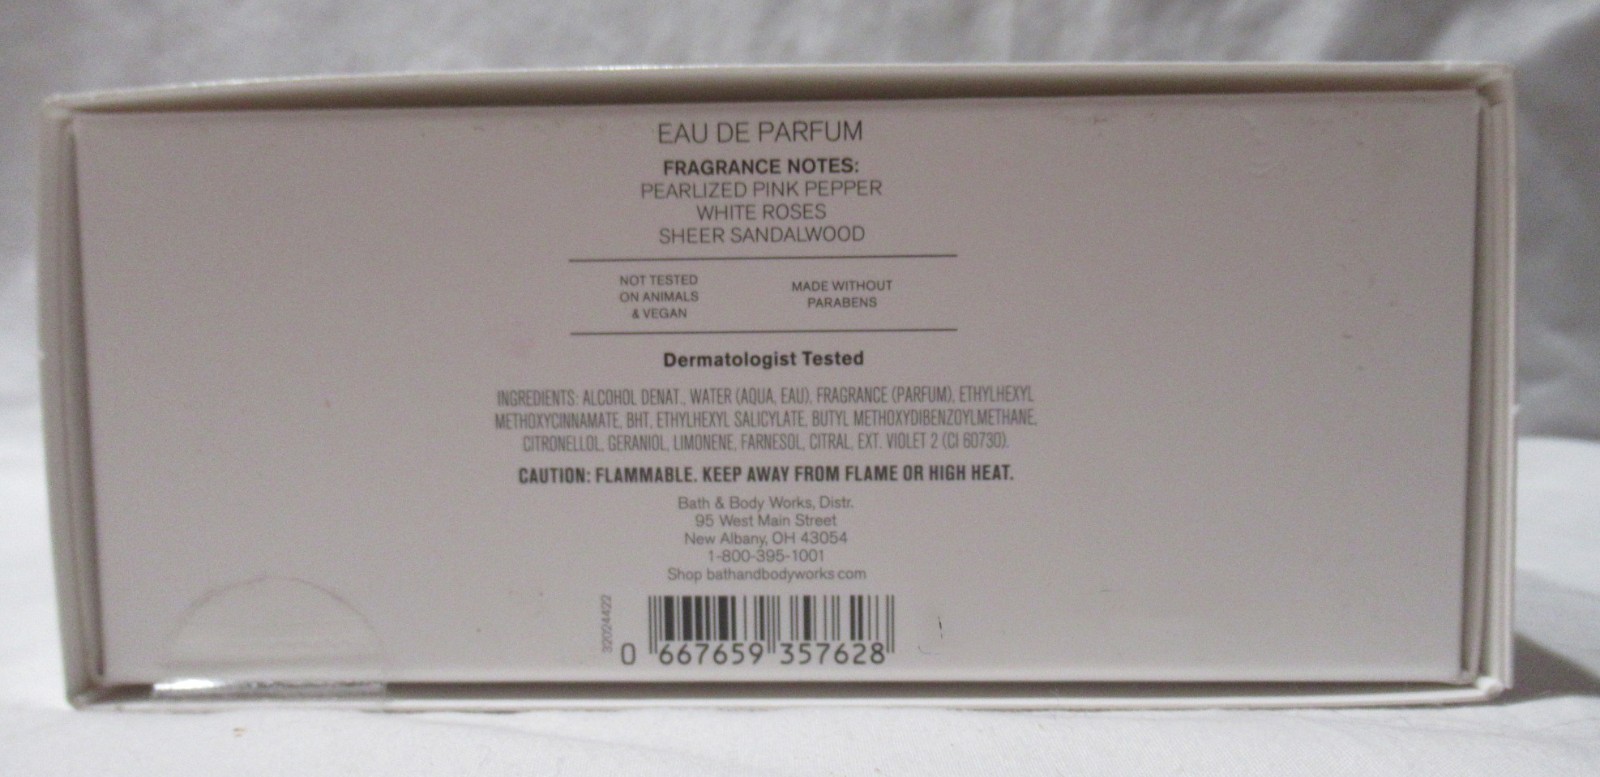 EAU DE PARFUM
FRAGRANCE NOTES:
PEARLIZED PINK PEPPER
WHITE ROSES
SHEER SANDALWOOD
NOT TESTED
ON ANIMALS
& VEGAN
MADE WITHOUT
PARABENS
Dermatologist Tested
INGREDIENTS: ALCOHOL DENAT., WATER (AQUA, EAU), FRAGRANCE (PARFUM), ETHYLHEXYL
METHOXYCINNAMATE, BHT, ETHYLHEXYL SALICYLATE, BUTYL METHOXYDIBENZOYLMETHANE,
CITRONELLOL, GERANIOL, LIMONENE, FARNESOL, CITRAL, EXT. VIOLET 2 (CI 60730).
CAUTION: FLAMMABLE. KEEP AWAY FROM FLAME OR HIGH HEAT.
Bath & Body Works, Distr.
95 West Main Street
New Albany, OH 43054
1-800-395-1001
Shop bathandbodyworks.com
32024422
0 667659 357628